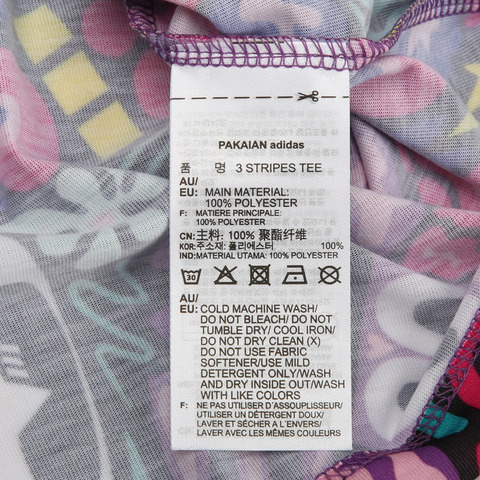 PAKAIAN adidas
품 명 3 STRIPES TEE
AU/
EU: MAIN MATERIAL:
100% POLYESTER
F: MATIERE PRINCIPALE:
100% POLYESTER
CN: 主料: 100% 聚酯纤维
KOR:주소재: 폴리에스터 100%
IND:MATERIAL UTAMA: 100% POLYESTER
30
AU/
EU: COLD MACHINE WASH/
DO NOT BLEACH/ DO NOT
TUMBLE DRY/ COOL IRON/
DO NOT DRY CLEAN (X)
DO NOT USE FABRIC
SOFTENER/USE MILD
DETERGENT ONLY/WASH
AND DRY INSIDE OUT/WASH
WITH LIKE COLORS
F: NE PAS UTILISER D'ASSOUPLISSEUR/
UTILISER UN DÉTERGENT DOUX/
LAVER ET SÉCHER A L'ENVERS/
LAVER AVEC LES MÊMES COULEURS